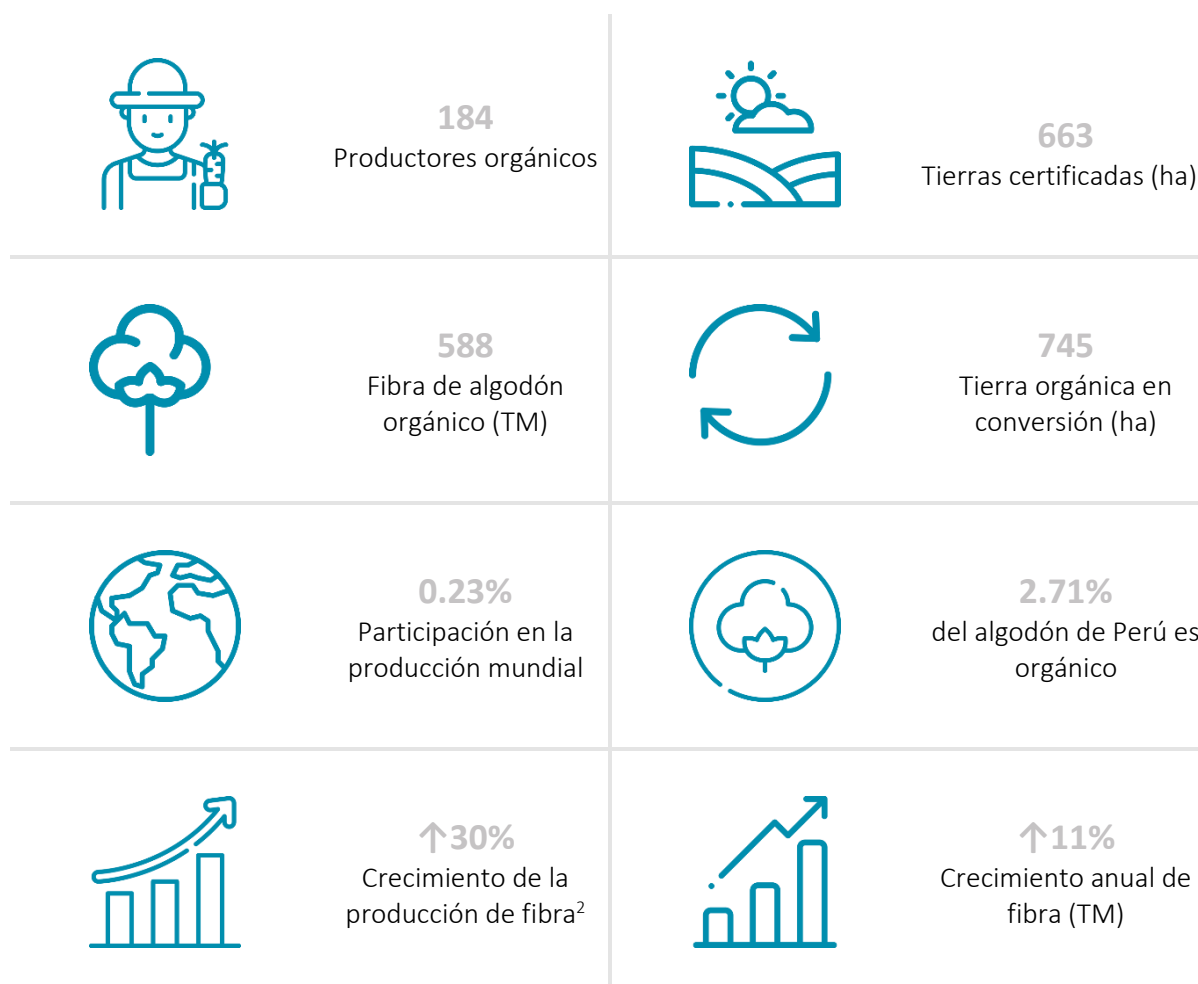 184
Productores orgánicos
663
Tierras certificadas (ha)
588
Fibra de algodón
orgánico (TM)
745
Tierra orgánica en
conversión (ha)
0.23%
Participación en la
producción mundial
2.71%
del algodón de Perú es
orgánico
↑30%
Crecimiento de la
producción de fibra²
↑11%
Crecimiento anual de
fibra (TM)